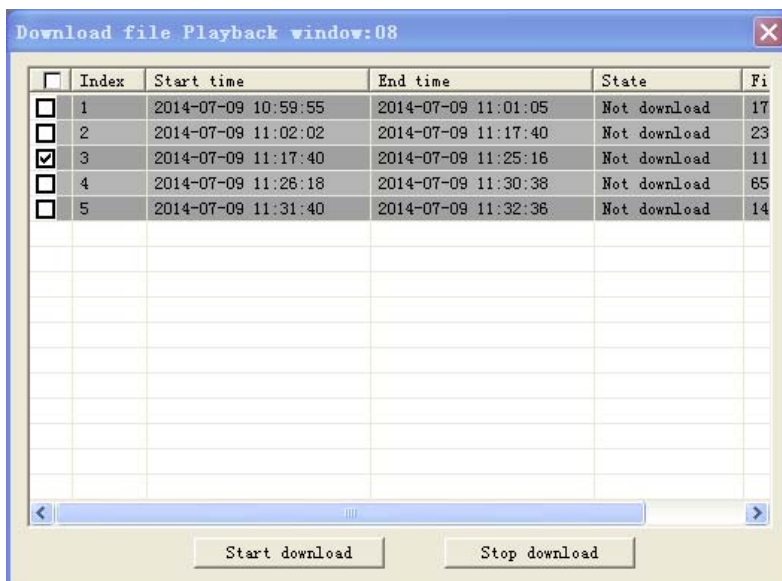 Download file Playback window:08
Index Start time End time State Fi
1 2014-07-09 10:59:55 2014-07-09 11:01:05 Not download 17
2 2014-07-09 11:02:02 2014-07-09 11:17:40 Not download 23
3 2014-07-09 11:17:40 2014-07-09 11:25:16 Not download 11
4 2014-07-09 11:26:18 2014-07-09 11:30:38 Not download 65
5 2014-07-09 11:31:40 2014-07-09 11:32:36 Not download 14
Start download Stop download